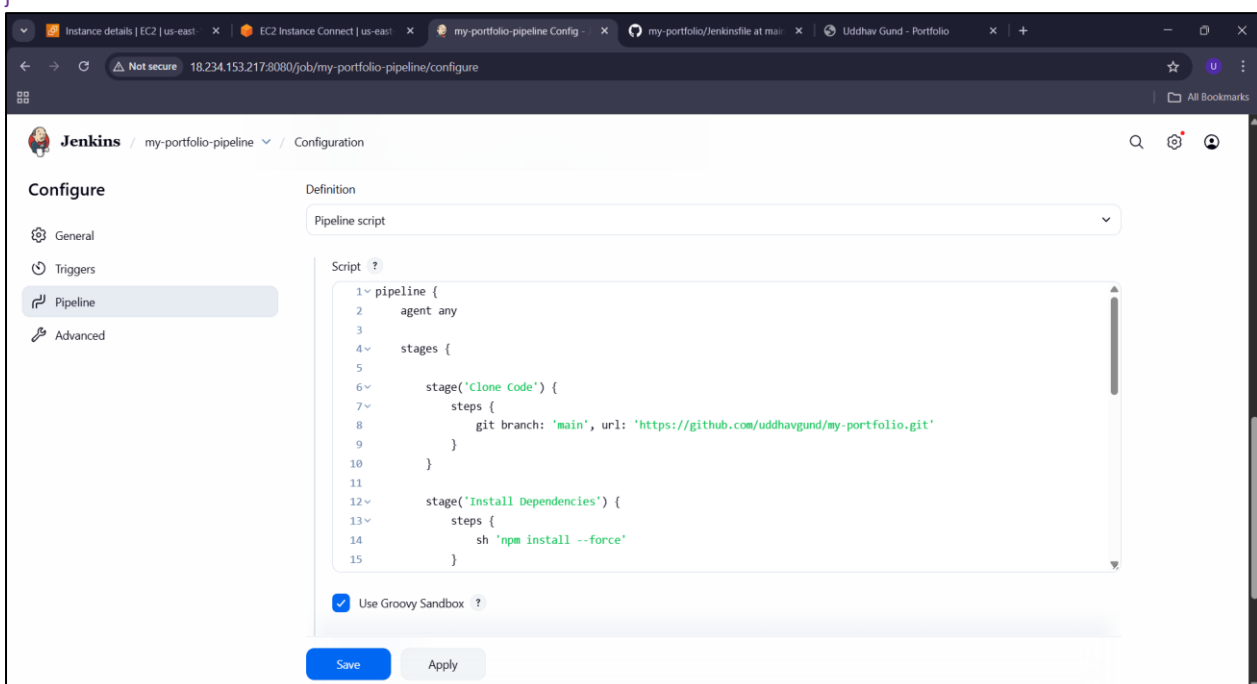 Instance details | EC2 | us-east-
EC2 Instance Connect | us-east
my-portfolio-pipeline Config -
my-portfolio/Jenkinsfile at main
Uddhav Gund - Portfolio
Not secure 18.234.153.217:8080/job/my-portfolio-pipeline/configure
U
All Bookmarks
Jenkins / my-portfolio-pipeline / Configuration
Configure
General
Triggers
Pipeline
Advanced
Definition
Pipeline script
Script ?
1 pipeline {
2 agent any
3
4 stages {
5
6 stage('Clone Code') {
7 steps {
8 git branch: 'main', url: 'https://github.com/uddhavgund/my-portfolio.git'
9 }
10 }
11
12 stage('Install Dependencies') {
13 steps {
14 sh 'npm install --force'
15 }
Use Groovy Sandbox ?
Save Apply